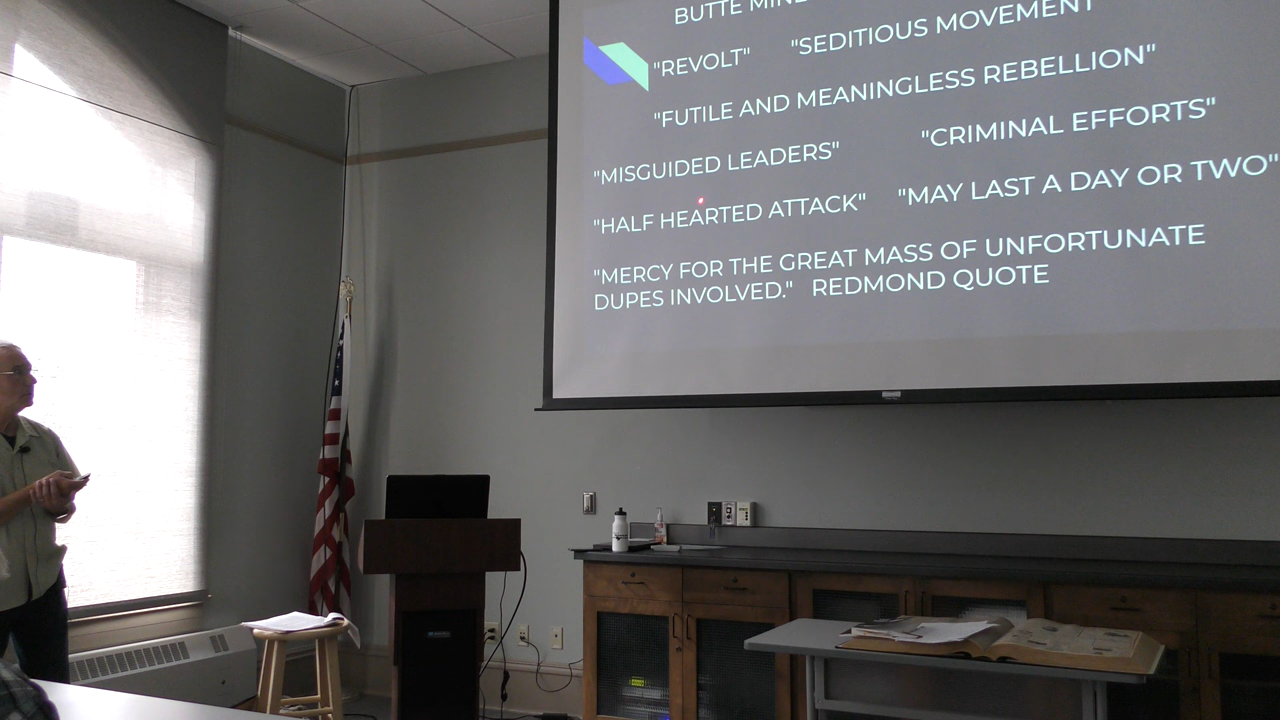 BUTTE
"REVOLT" "SEDITIOUS MOVEMENT"
"FUTILE AND MEANINGLESS REBELLION"
"MISGUIDED LEADERS" "CRIMINAL EFFORTS"
"HALF HEARTED ATTACK" "MAY LAST A DAY OR TWO"
"MERCY FOR THE GREAT MASS OF UNFORTUNATE
DUPES INVOLVED." REDMOND QUOTE